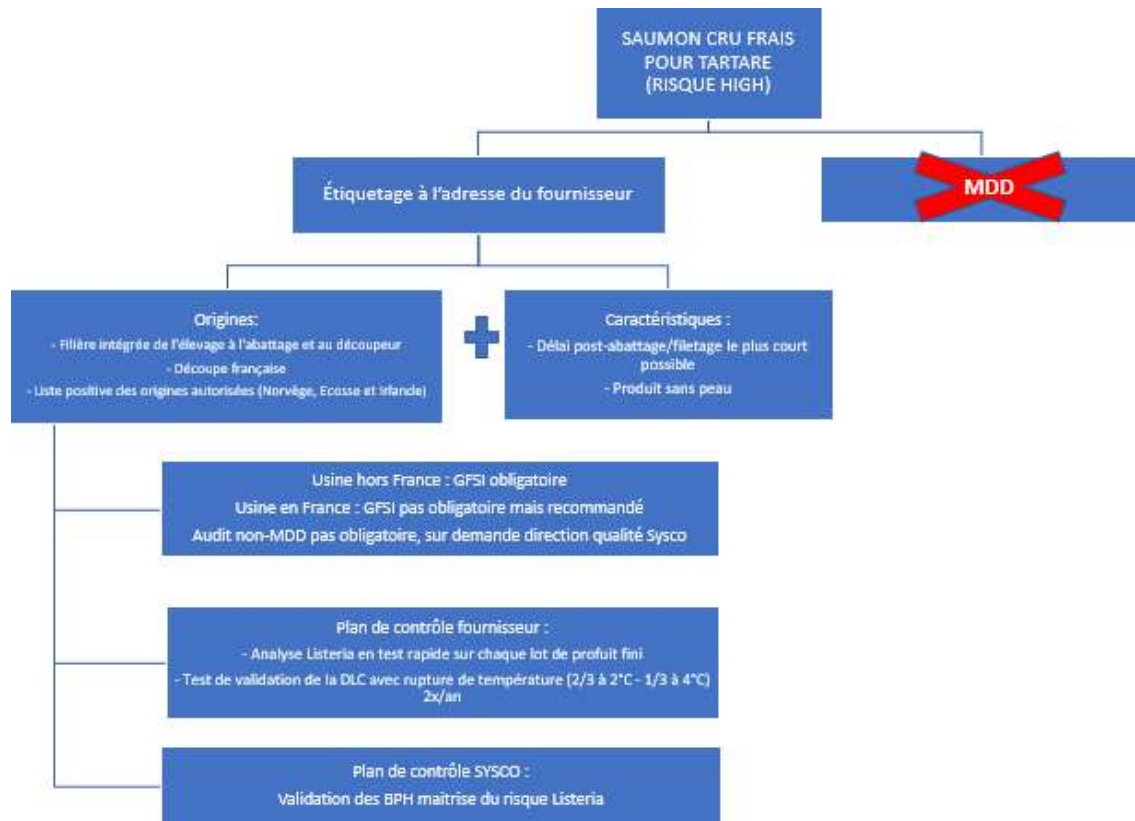 SAUMON CRU FRAIS
POUR TARTARE
(RISQUE HIGH)
Étiquetage à l'adresse du fournisseur
MDD
Origines:
- Filière intégrée de l'élevage à l'abattage et au découpeur
- Découpe française
- Liste positive des origines autorisées (Norvège, Ecosse et Irlande)
Caractéristiques :
- Délai post-abattage/filetage le plus court
possible
- Produit sans peau
Usine hors France : GFSI obligatoire
Usine en France : GFSI pas obligatoire mais recommandé
Audit non-MDD pas obligatoire, sur demande direction qualité Sysco
Plan de contrôle fournisseur :
- Analyse Listeria en test rapide sur chaque lot de profuit fini
- Test de validation de la DLC avec rupture de température (2/3 à 2°C - 1/3 à 4°C)
2x/an
Plan de contrôle SYSCO :
Validation des BPH maitrise du risque Listeria